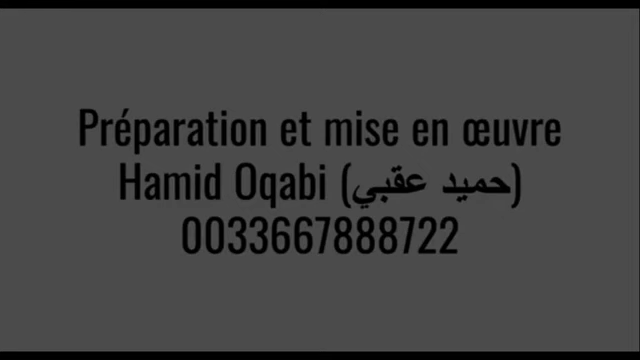 Préparation et mise en œuvre
Hamid Oqabi (حميد عقبي)
0033667888722